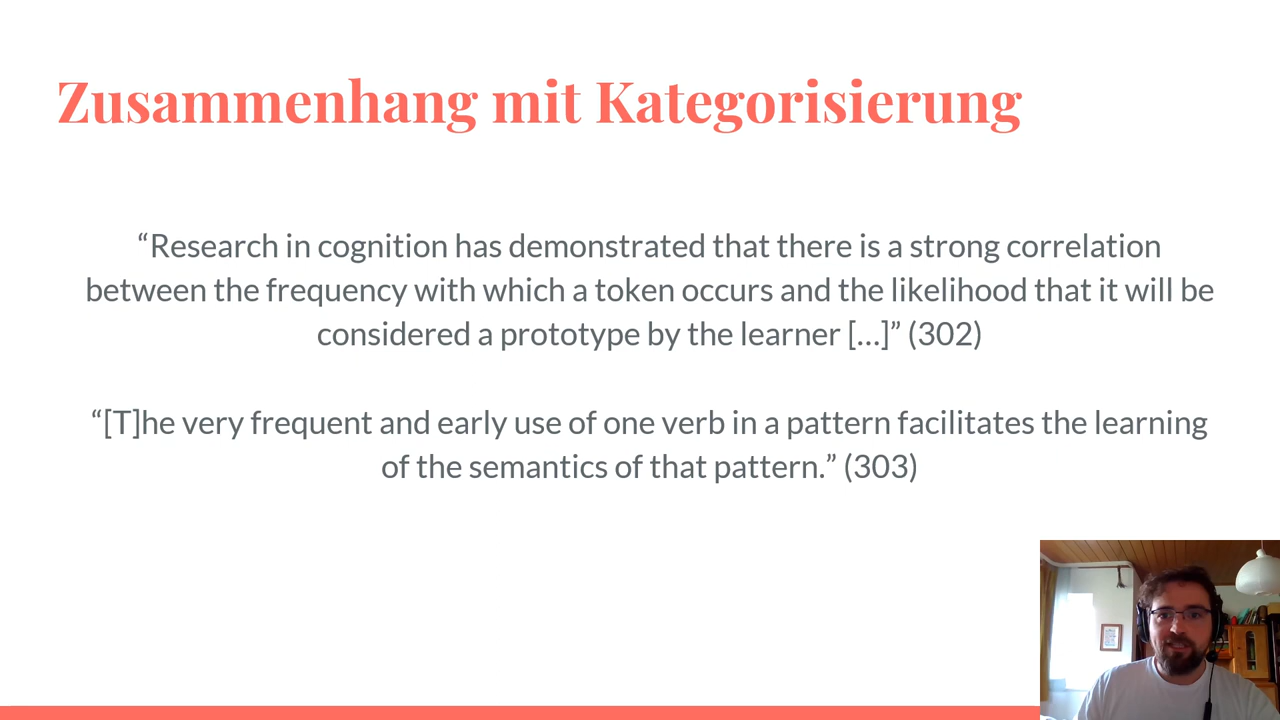 Zusammenhang mit Kategorisierung
“Research in cognition has demonstrated that there is a strong correlation
between the frequency with which a token occurs and the likelihood that it will be
considered a prototype by the learner […]” (302)
“[T]he very frequent and early use of one verb in a pattern facilitates the learning
of the semantics of that pattern.” (303)